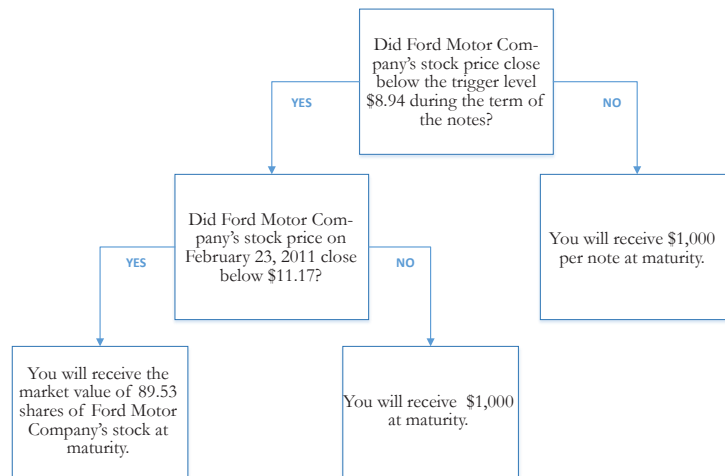 Did Ford Motor Com-
pany's stock price close
below the trigger level
$8.94 during the term of
the notes?
YES
NO
Did Ford Motor Com-
pany's stock price on
February 23, 2011 close
below $11.17?
You will receive $1,000
per note at maturity.
YES
NO
You will receive the
market value of 89.53
shares of Ford Motor
Company's stock at
maturity.
You will receive $1,000
at maturity.